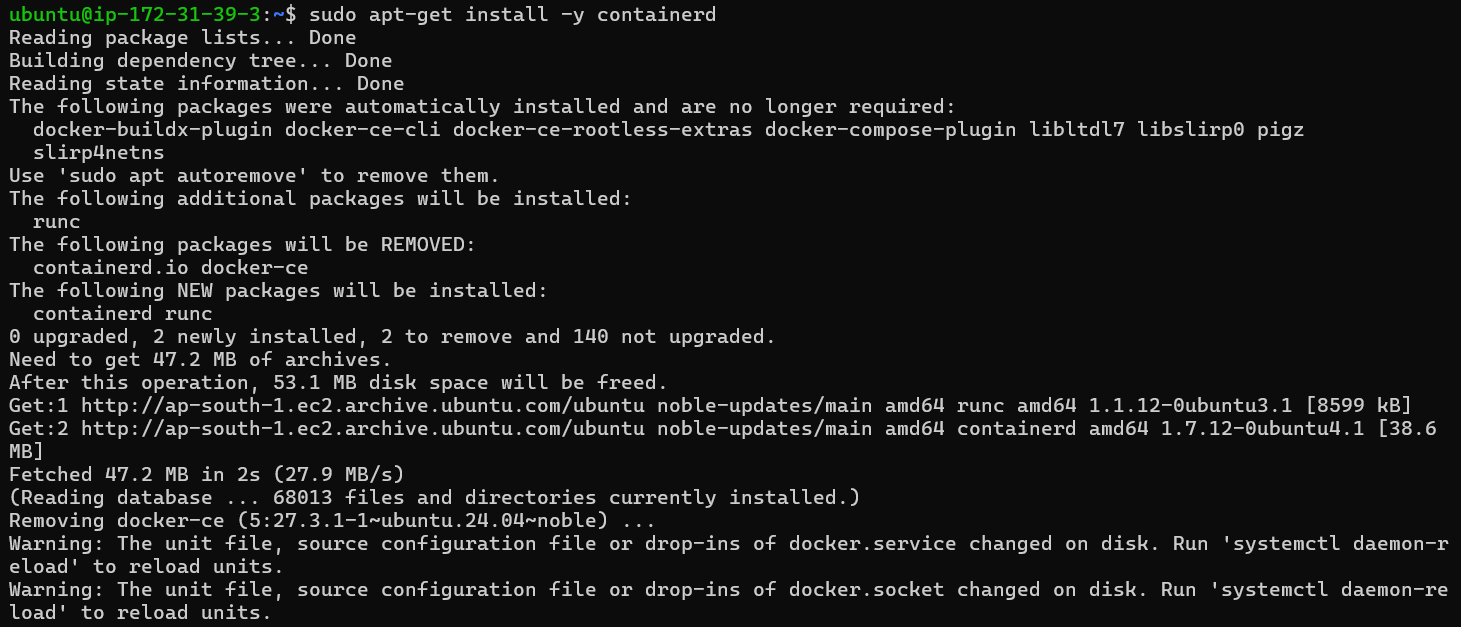 ubuntu@ip-172-31-39-3:~$ sudo apt-get install -y containerd
Reading package lists... Done
Building dependency tree... Done
Reading state information... Done
The following packages were automatically installed and are no longer required:
  docker-buildx-plugin docker-ce-cli docker-ce-rootless-extras docker-compose-plugin libltdl7 libslirp0 pigz
  slirp4netns
Use 'sudo apt autoremove' to remove them.
The following additional packages will be installed:
  runc
The following packages will be REMOVED:
  containerd.io docker-ce
The following NEW packages will be installed:
  containerd runc
0 upgraded, 2 newly installed, 2 to remove and 140 not upgraded.
Need to get 47.2 MB of archives.
After this operation, 53.1 MB disk space will be freed.
Get:1 http://ap-south-1.ec2.archive.ubuntu.com/ubuntu noble-updates/main amd64 runc amd64 1.1.12-0ubuntu3.1 [8599 kB]
Get:2 http://ap-south-1.ec2.archive.ubuntu.com/ubuntu noble-updates/main amd64 containerd amd64 1.7.12-0ubuntu4.1 [38.6
MB]
Fetched 47.2 MB in 2s (27.9 MB/s)
(Reading database ... 68013 files and directories currently installed.)
Removing docker-ce (5:27.3.1-1~ubuntu.24.04~noble) ...
Warning: The unit file, source configuration file or drop-ins of docker.service changed on disk. Run 'systemctl daemon-r
eload' to reload units.
Warning: The unit file, source configuration file or drop-ins of docker.socket changed on disk. Run 'systemctl daemon-re
load' to reload units.